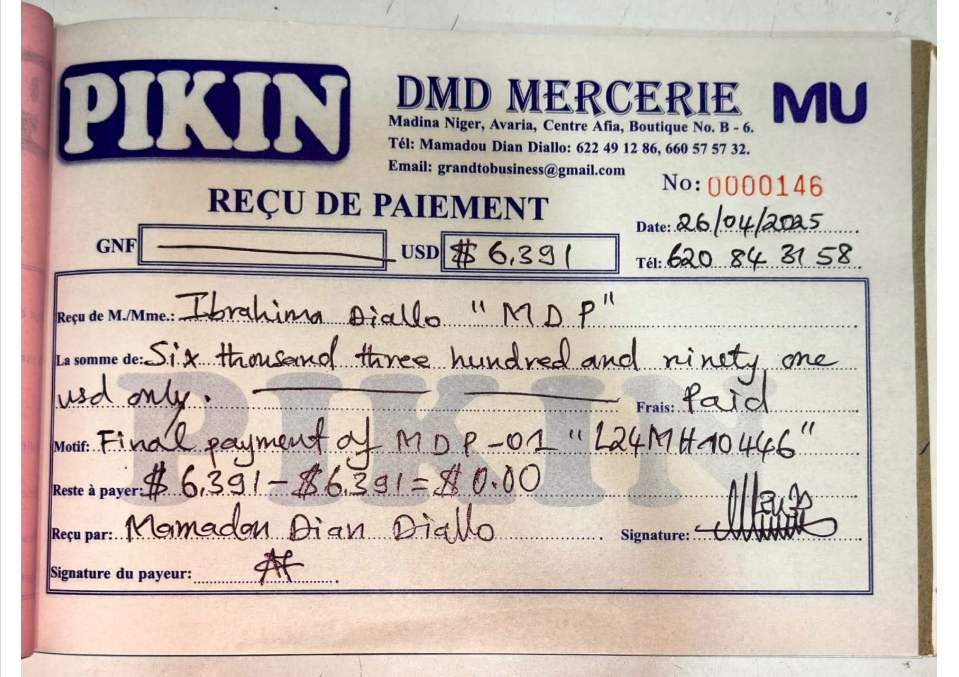 PIKIN
DMD MERCERIE MU
Madina Niger, Avaria, Centre Afia, Boutique No. B - 6.
Tél: Mamadou Dian Diallo: 622 49 12 86, 660 57 57 32.
Email: grandtobusiness@gmail.com
No: 0000146
REÇU DE PAIEMENT
Date: 26/04/2025
GNF USD $ 6,391
Tél: 620 84 31 58
Reçu de M./Mme.: Ibrahima Diallo "MDP"
La somme de: Six thousand three hundred and ninety one
usd only. Frais: Paid
Motif: Final payment of MDP-01 "L24MH10446"
Reste à payer: $ 6,391 - $6,391 = $ 0.00
Reçu par: Mamadou Dian Diallo Signature:
Signature du payeur:
PIKIN